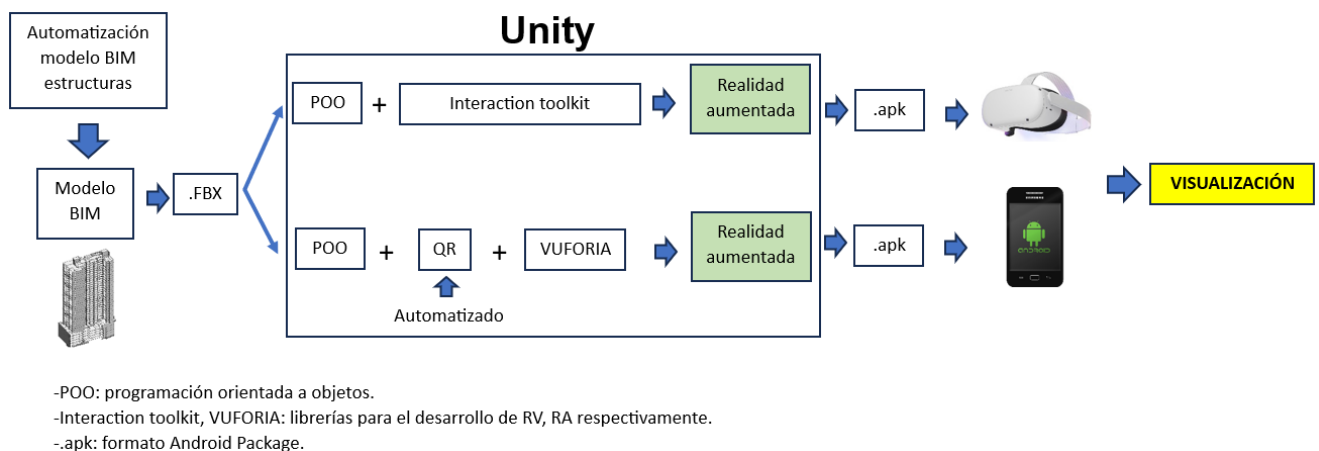 Unity
Automatización
modelo BIM
estructuras
Modelo
BIM
.FBX
POO
+
Interaction toolkit
Realidad
aumentada
.apk
POO
+
QR
+
VUFORIA
Realidad
aumentada
.apk
Automatizado
ANDROID
VISUALIZACIÓN
-POO: programación orientada a objetos.
-Interaction toolkit, VUFORIA: librerías para el desarrollo de RV, RA respectivamente.
-.apk: formato Android Package.